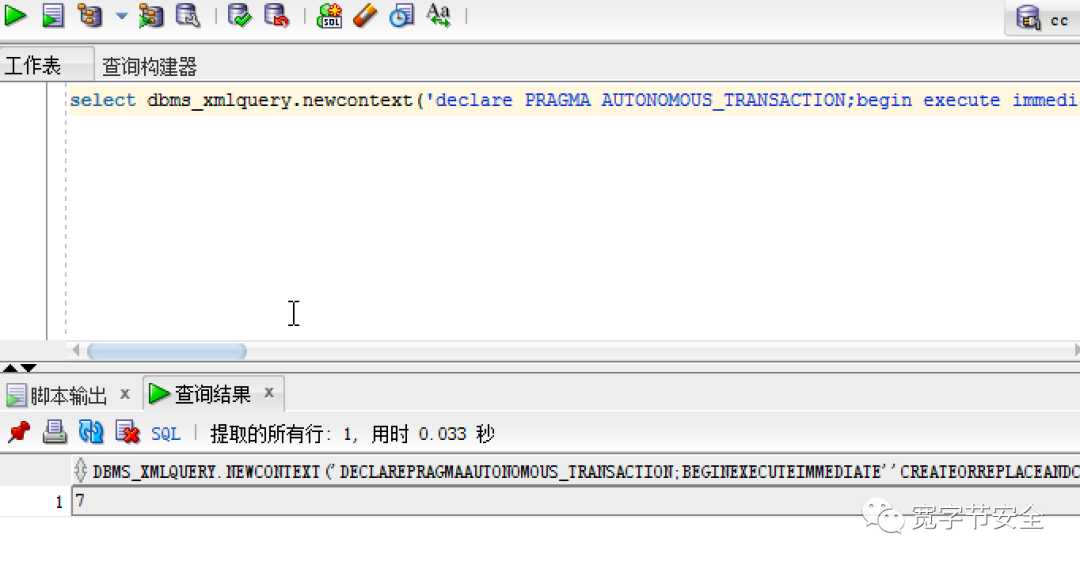 cc
工作表 查询构建器
select dbms_xmlquery.newcontext('declare PRAGMA AUTONOMOUS_TRANSACTION;begin execute immedi
脚本输出 x 查询结果 x
SQL 提取的所有行: 1, 用时 0.033 秒
DBMS_XMLQUERY.NEWCONTEXT('DECLAREPRAGMAAUTONOMOUS_TRANSACTION;BEGINEXECUTEIMMEDIATE''CREATEORREPLACEANDC
1 7
宽字节安全